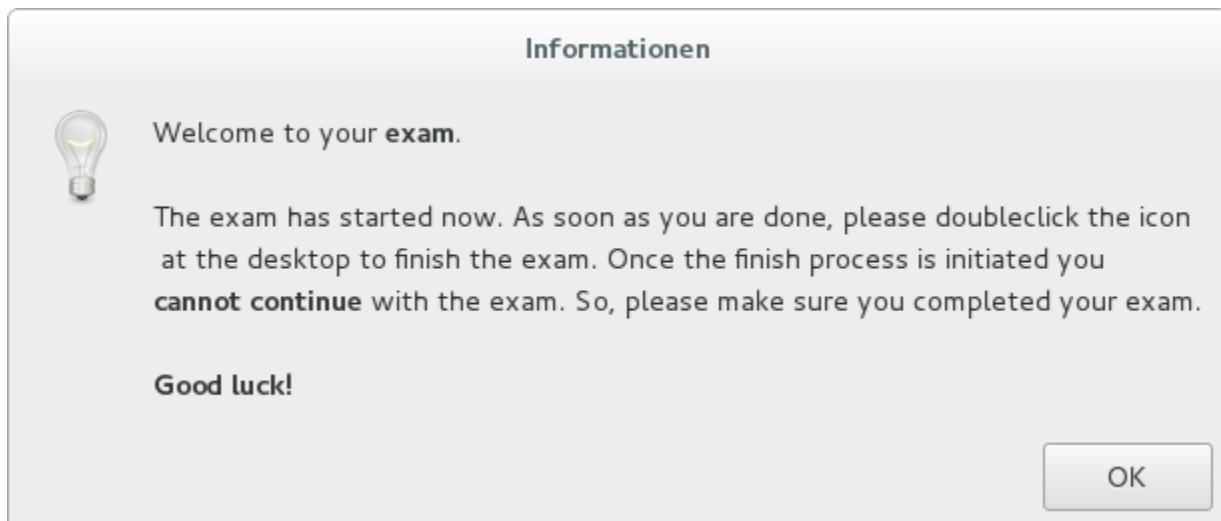 Informationen
Welcome to your exam.
The exam has started now. As soon as you are done, please doubleclick the icon
at the desktop to finish the exam. Once the finish process is initiated you
cannot continue with the exam. So, please make sure you completed your exam.
Good luck!
OK